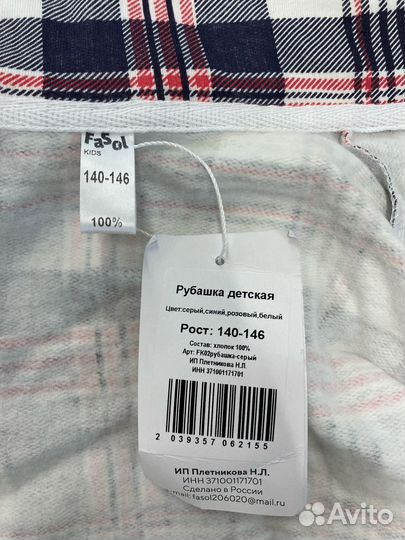 FaSol
KIDS
140-146
100%
Рубашка детская
Цвет:серый,синий,розовый,белый
Рост: 140-146
Состав: хлопок 100%
Арт: FK02рубашка-серый
ИП Плетникова Н.Л.
ИНН 371001171701
2 039357 062155
ИП Плетникова Н.Л.
ИНН 371001171701
Сделано в России
e-mail: fasol206020@mail.ru
Avito